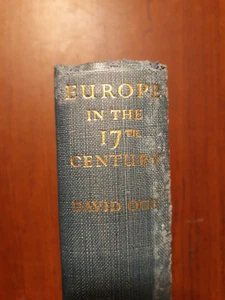 EUROPE
IN THE
17TH
CENTURY
DAVID OGG